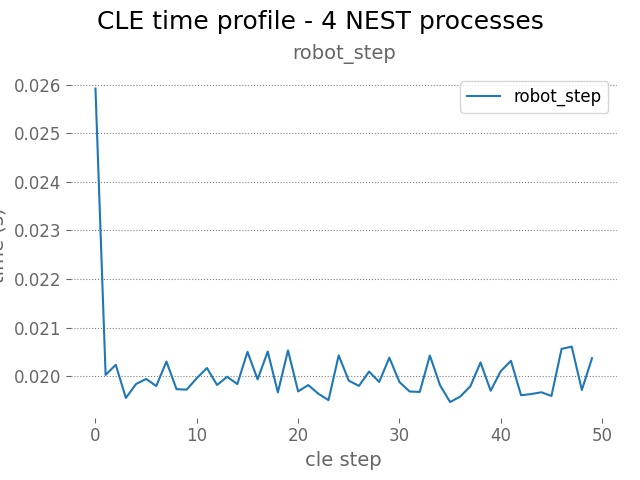 CLE time profile - 4 NEST processes
robot_step
robot_step
0.026
0.025
0.024
0.023
0.022
0.021
0.020
time (s)
0
10
20
30
40
50
cle step